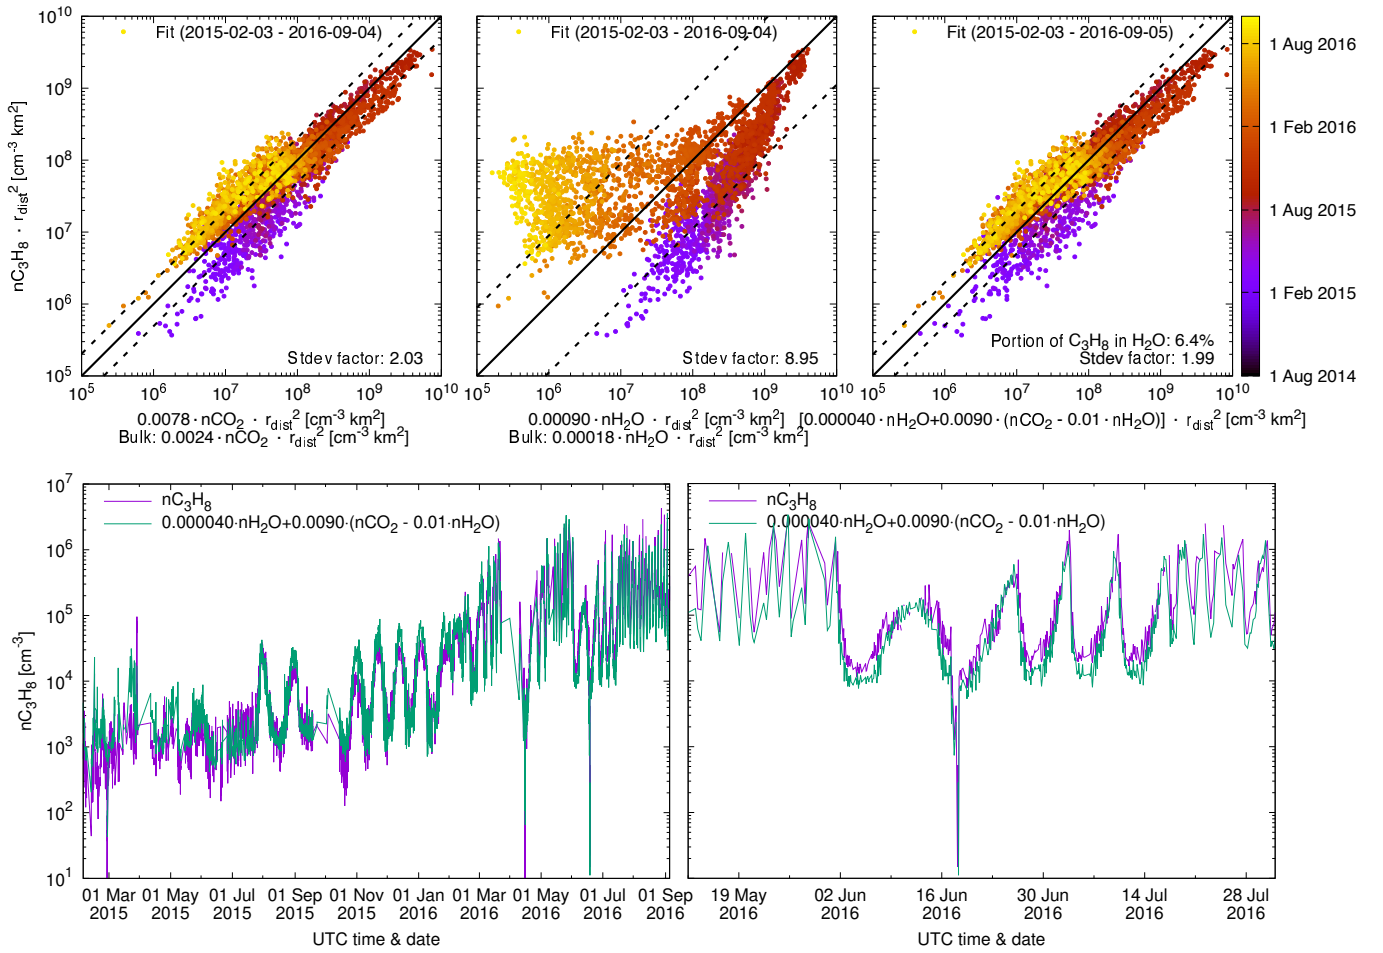 10^10
10^9
10^8
10^7
10^6
10^5
nC3H8 · rdist^2 [cm^-3 km^2]
Fit (2015-02-03 - 2016-09-04)
Stdev factor: 2.03
10^5 10^6 10^7 10^8 10^9 10^10
0.0078·nCO2 · rdist^2 [cm^-3 km^2]
Bulk: 0.0024·nCO2 · rdist^2 [cm^-3 km^2]
Fit (2015-02-03 - 2016-09-04)
Stdev factor: 8.95
10^5 10^6 10^7 10^8 10^9 10^10
0.00090·nH2O · rdist^2 [cm^-3 km^2]
Bulk: 0.00018·nH2O · rdist^2 [cm^-3 km^2]
Fit (2015-02-03 - 2016-09-05)
Portion of C3H8 in H2O: 6.4%
Stdev factor: 1.99
10^5 10^6 10^7 10^8 10^9 10^10
[0.000040·nH2O+0.0090·(nCO2 - 0.01·nH2O)] · rdist^2 [cm^-3 km^2]
1 Aug 2016
1 Feb 2016
1 Aug 2015
1 Feb 2015
1 Aug 2014
10^7
10^6
10^5
10^4
10^3
10^2
10^1
nC3H8 [cm^-3]
nC3H8
0.000040·nH2O+0.0090·(nCO2 - 0.01·nH2O)
01 Mar 01 May 01 Jul 01 Sep 01 Nov 01 Jan 01 Mar 01 May 01 Jul 01 Sep
2015 2015 2015 2015 2015 2016 2016 2016 2016 2016
UTC time & date
nC3H8
0.000040·nH2O+0.0090·(nCO2 - 0.01·nH2O)
19 May 02 Jun 16 Jun 30 Jun 14 Jul 28 Jul
2016 2016 2016 2016 2016 2016
UTC time & date